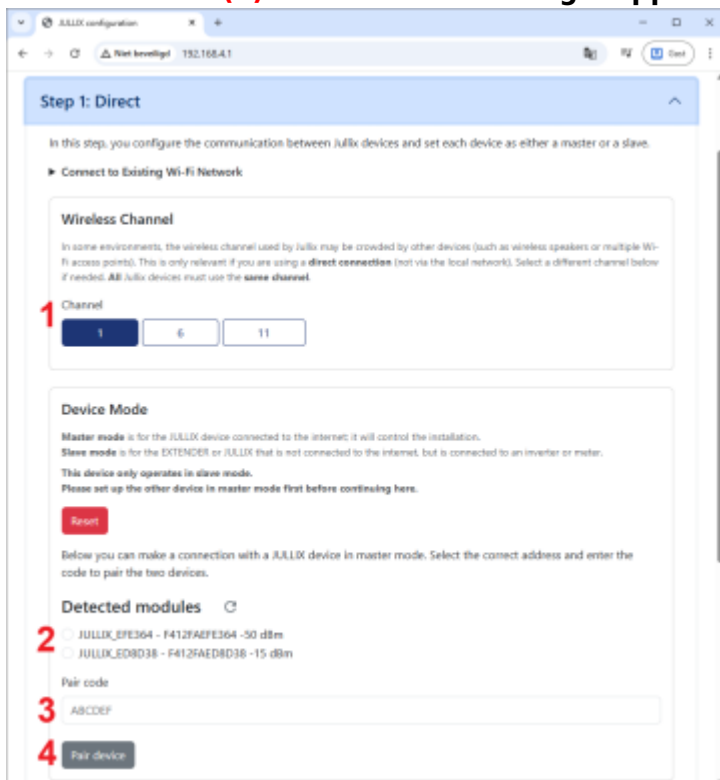 JULLIX configuration
Niet beveiligd 192.168.4.1
Gast
Step 1: Direct
In this step, you configure the communication between Jullix devices and set each device as either a master or a slave.
Connect to Existing Wi-Fi Network
Wireless Channel
In some environments, the wireless channel used by Jullix may be crowded by other devices (such as wireless speakers or multiple Wi-
Fi access points). This is only relevant if you are using a direct connection (not via the local network). Select a different channel below
if needed. All Jullix devices must use the same channel.
Channel
1
1 6 11
Device Mode
Master mode is for the JULLIX device connected to the internet; it will control the installation.
Slave mode is for the EXTENDER or JULLIX that is not connected to the internet, but is connected to an inverter or meter.
This device only operates in slave mode.
Please set up the other device in master mode first before continuing here.
Reset
Below you can make a connection with a JULLIX device in master mode. Select the correct address and enter the
code to pair the two devices.
Detected modules
2
JULLIX_EFE364 - F412FAEFE364 -50 dBm
JULLIX_ED8D38 - F412FAED8D38 -15 dBm
Pair code
3 ABCDEF
4 Pair device